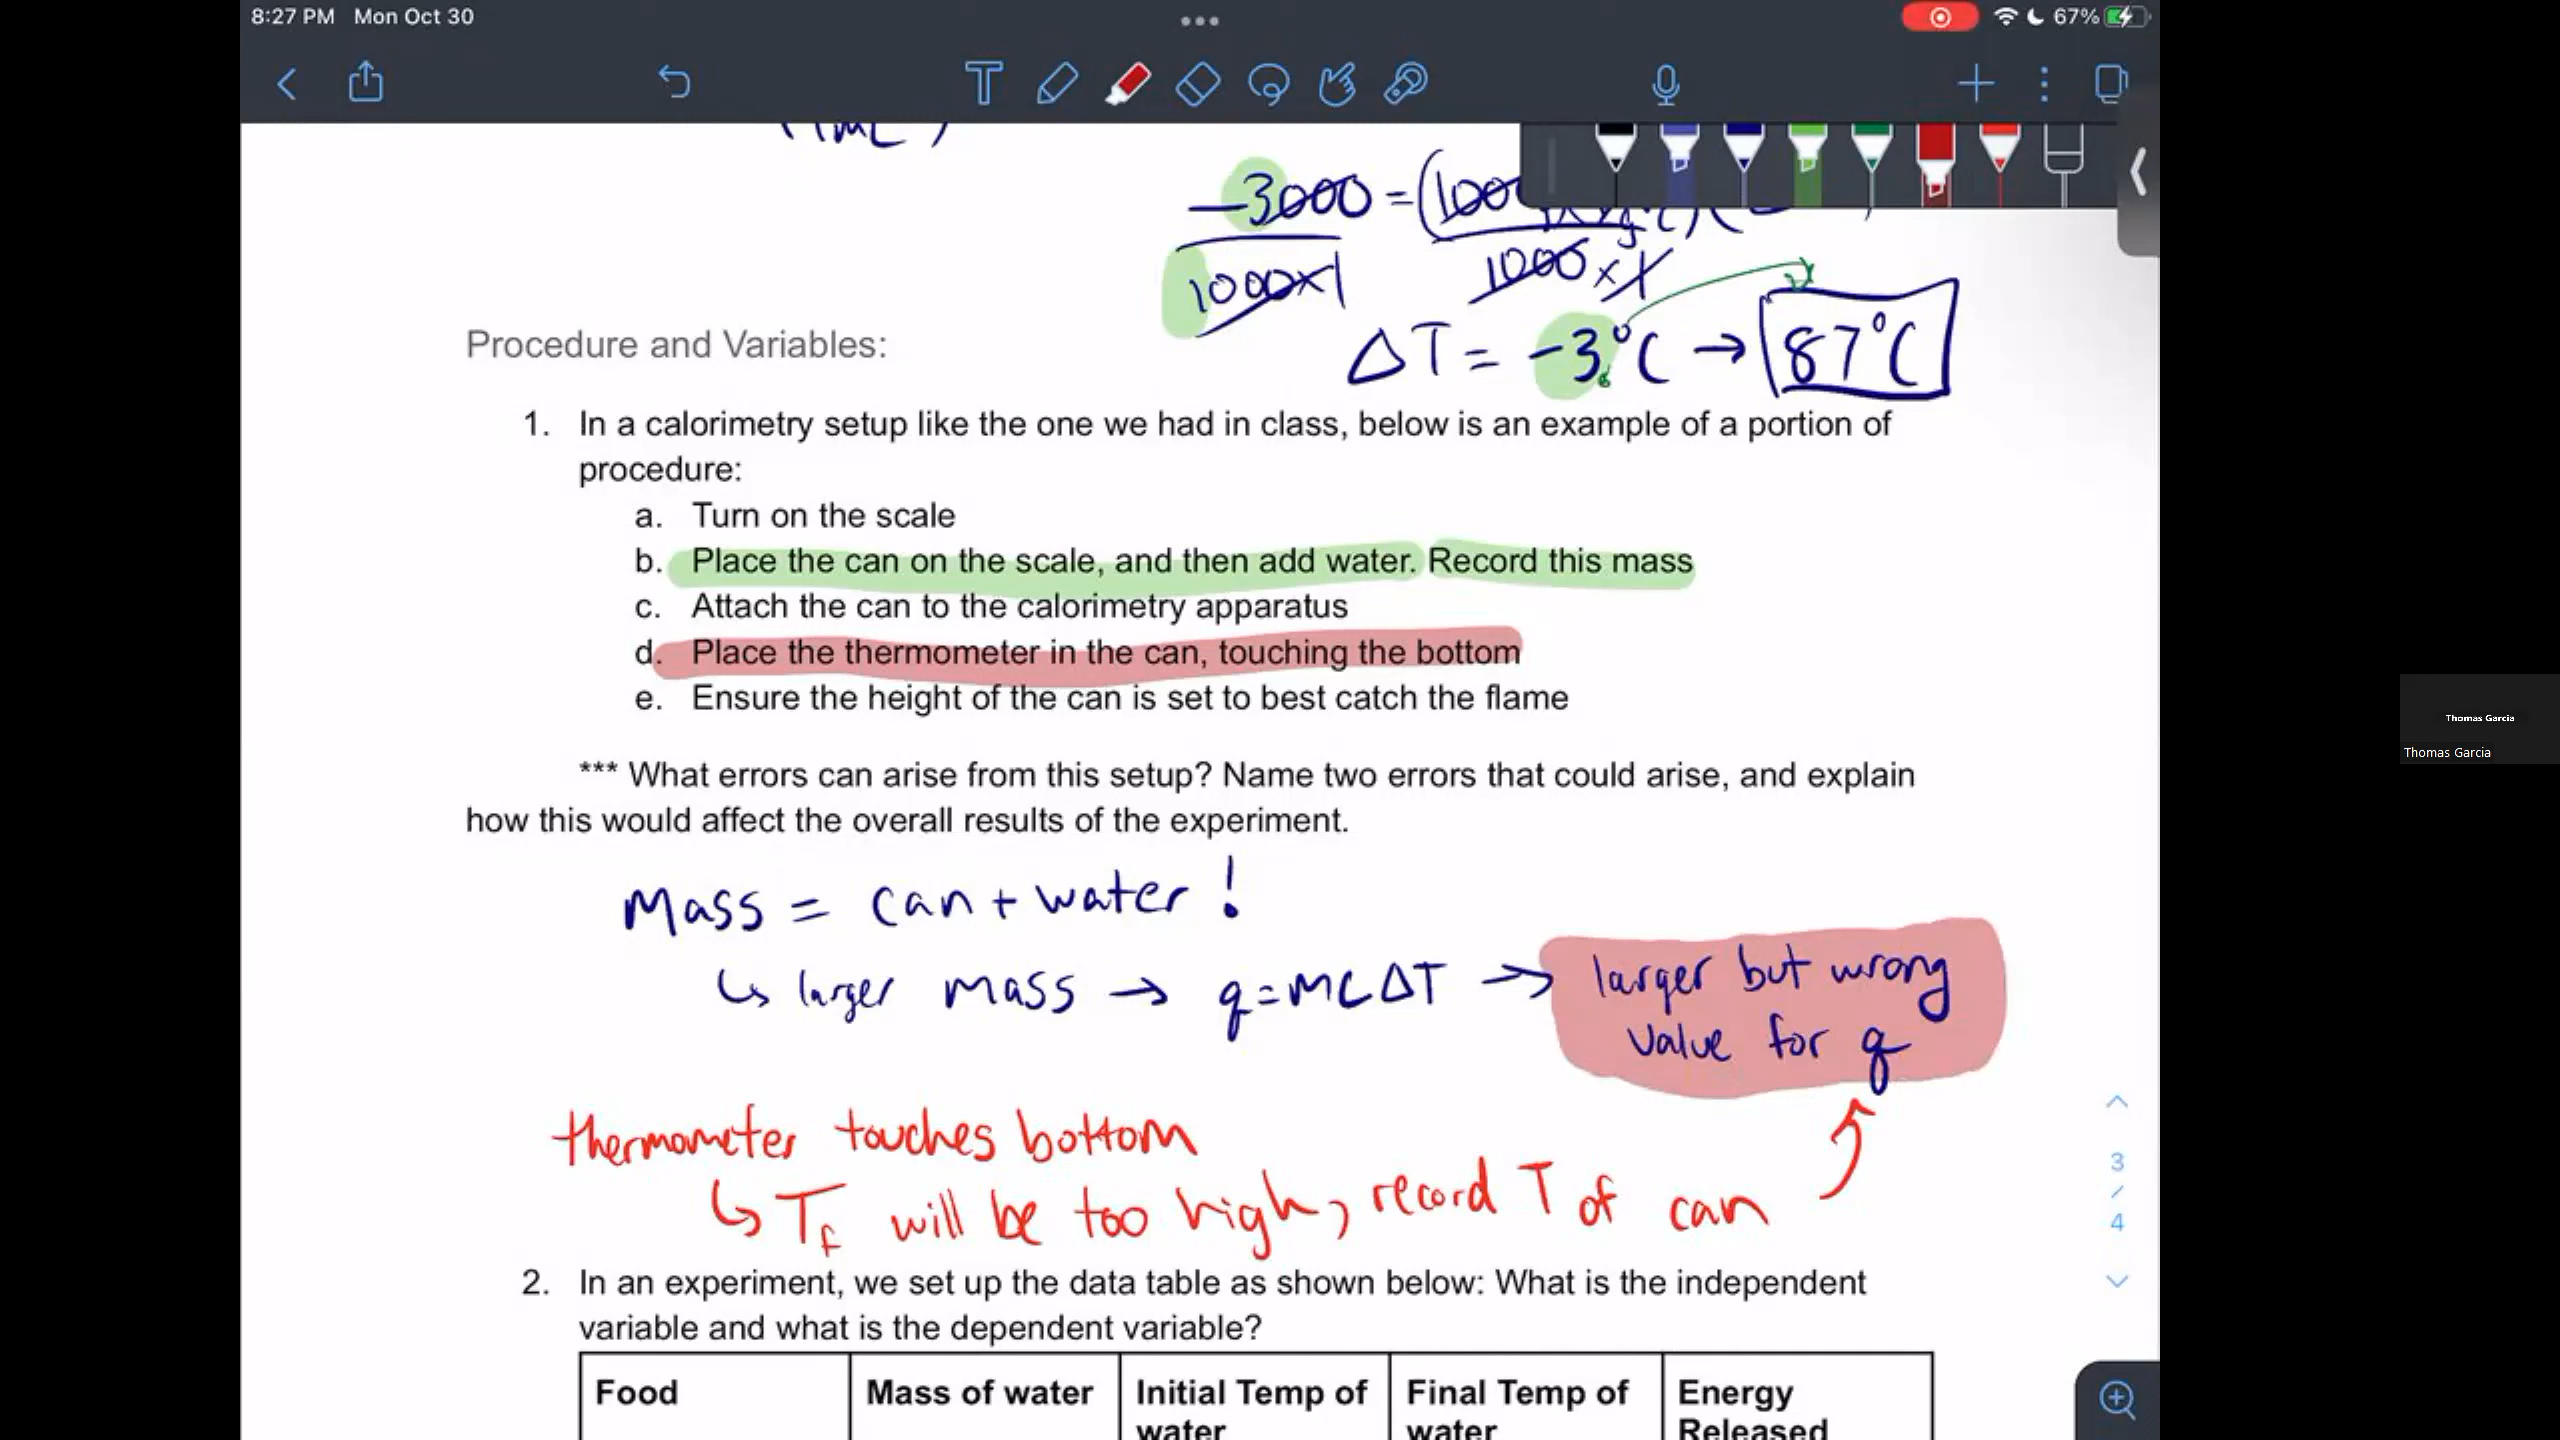 8:27 PM Mon Oct 30
67%
T
(1mL)
-3000 = (100
1000x1 1000 x 1
ΔT = -3.°C → 87°C
Procedure and Variables:
1. In a calorimetry setup like the one we had in class, below is an example of a portion of
procedure:
a. Turn on the scale
b. Place the can on the scale, and then add water. Record this mass
c. Attach the can to the calorimetry apparatus
d. Place the thermometer in the can, touching the bottom
e. Ensure the height of the can is set to best catch the flame
Thomas Garcia
Thomas Garcia
*** What errors can arise from this setup? Name two errors that could arise, and explain
how this would affect the overall results of the experiment.
Mass = can + water!
↳ larger mass → q=mCΔT → larger but wrong
value for q
thermometer touches bottom
↳ Tf will be too high, record T of can
3
/
4
2. In an experiment, we set up the data table as shown below: What is the independent
variable and what is the dependent variable?
Food Mass of water Initial Temp of Final Temp of Energy
water water Released